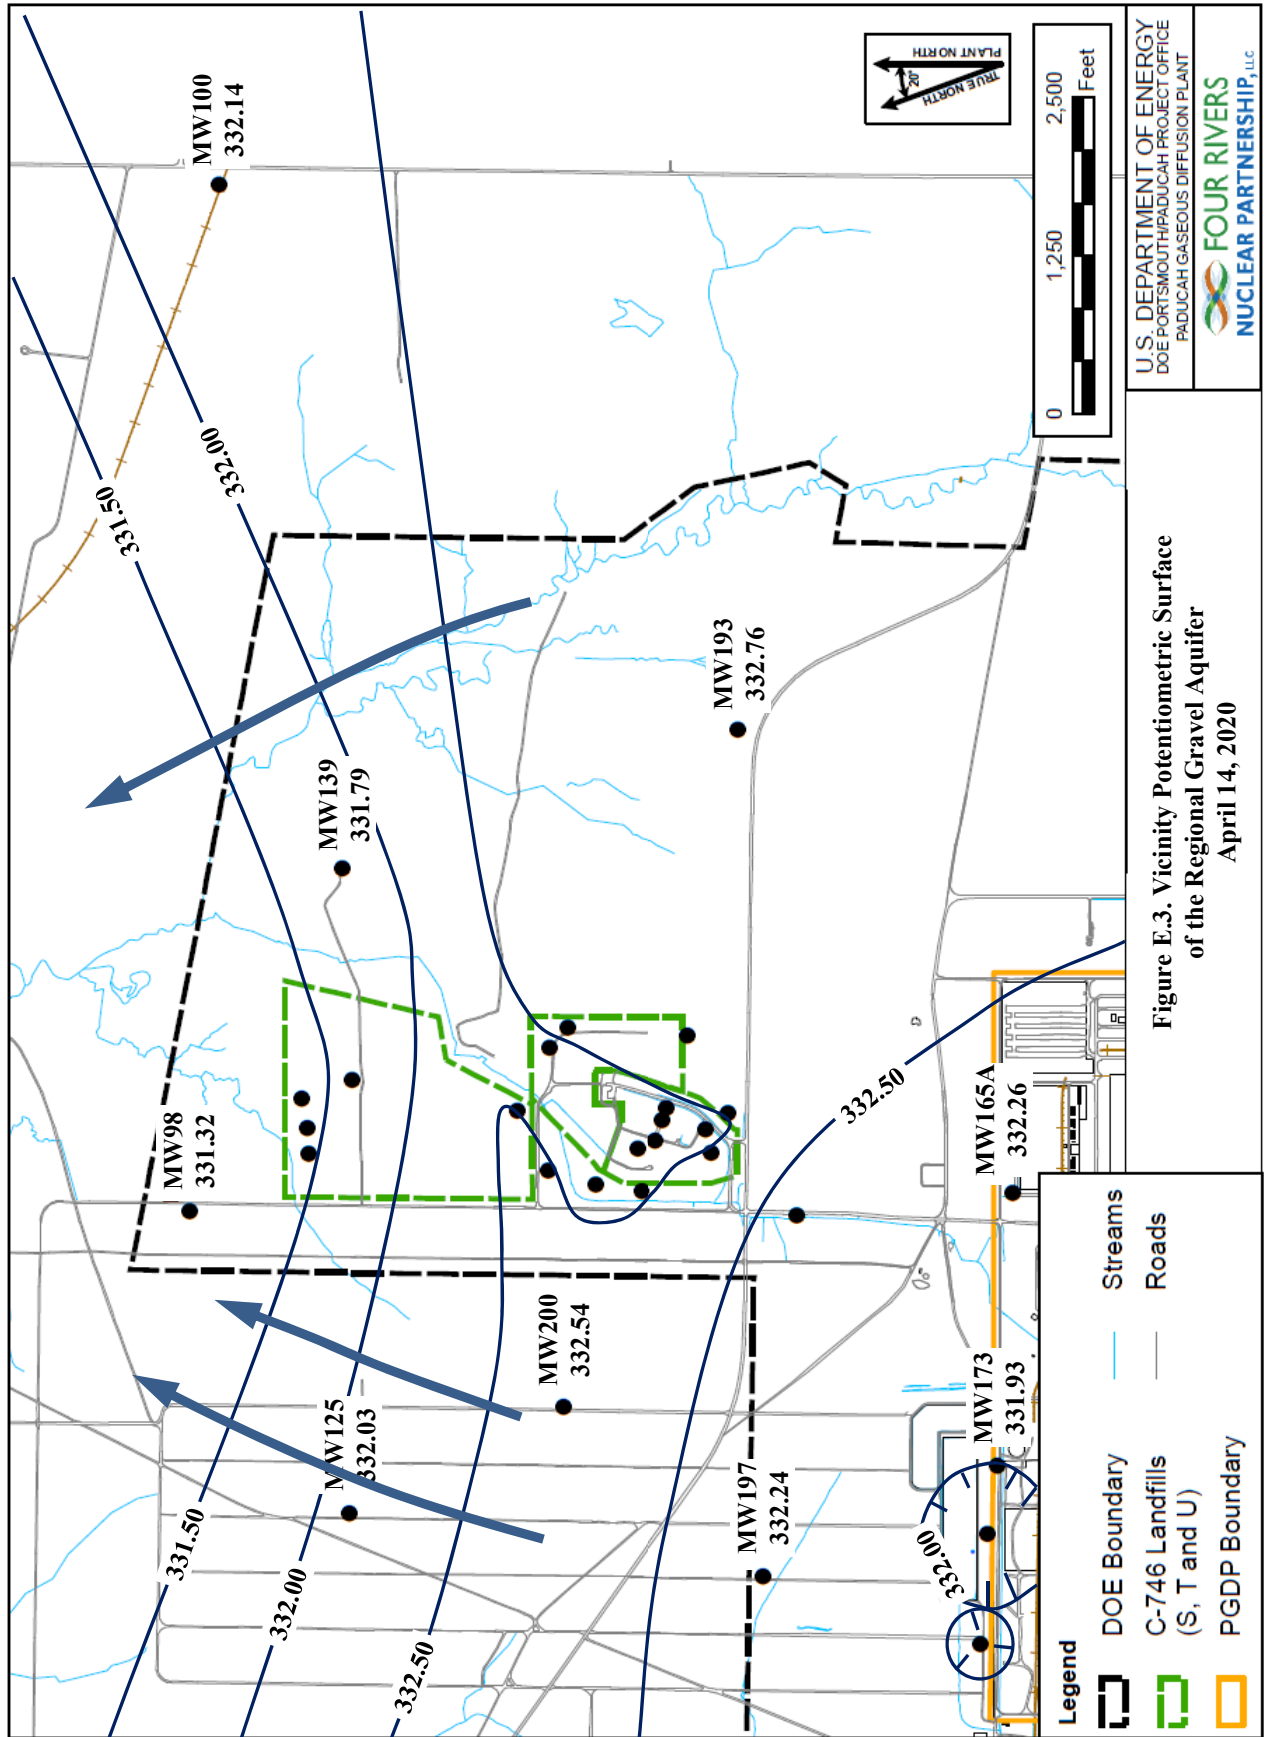 MW100
332.14
331.50
332.00
MW139
331.79
MW193
332.76
MW98
331.32
MW125
332.03
MW200
332.54
331.50
332.00
332.50
MW197
332.24
332.50
MW165A
332.26
MW173
331.93
332.00
PLANT NORTH
TRUE NORTH
20°
0 1,250 2,500
Feet
Legend
DOE Boundary
C-746 Landfills
(S, T and U)
PGDP Boundary
Streams
Roads
Figure E.3. Vicinity Potentiometric Surface
of the Regional Gravel Aquifer
April 14, 2020
U.S. DEPARTMENT OF ENERGY
DOE PORTSMOUTH/PADUCAH PROJECT OFFICE
PADUCAH GASEOUS DIFFUSION PLANT
FOUR RIVERS
NUCLEAR PARTNERSHIP, LLC